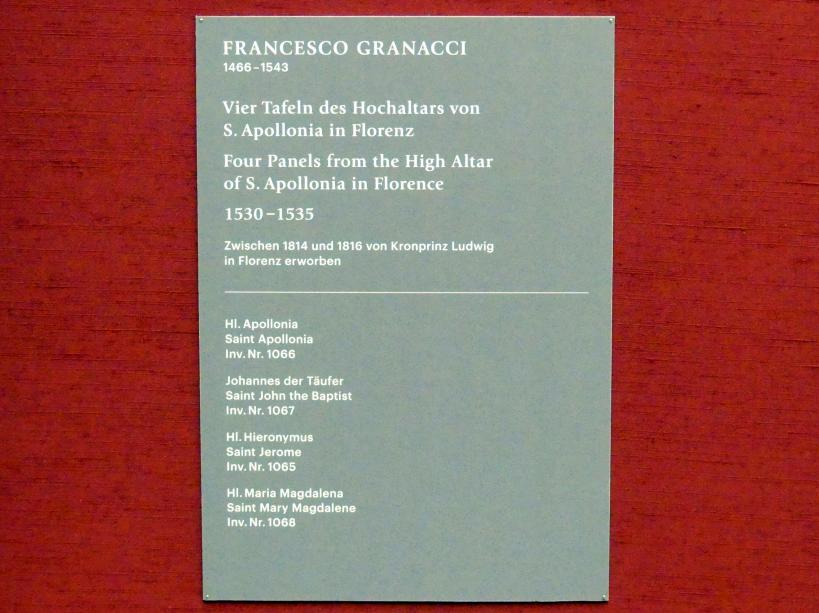 FRANCESCO GRANACCI
1466–1543
Vier Tafeln des Hochaltars von
S. Apollonia in Florenz
Four Panels from the High Altar
of S. Apollonia in Florence
1530–1535
Zwischen 1814 und 1816 von Kronprinz Ludwig
in Florenz erworben
Hl. Apollonia
Saint Apollonia
Inv. Nr. 1066
Johannes der Täufer
Saint John the Baptist
Inv. Nr. 1067
Hl. Hieronymus
Saint Jerome
Inv. Nr. 1065
Hl. Maria Magdalena
Saint Mary Magdalene
Inv. Nr. 1068